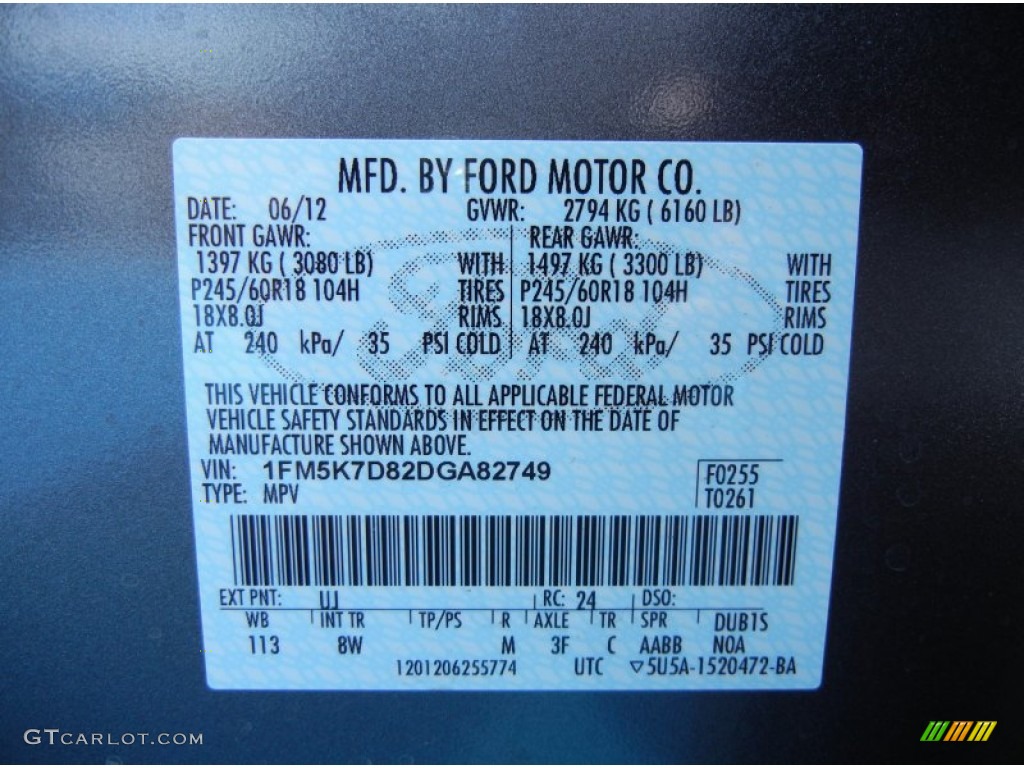 MFD. BY FORD MOTOR CO.
DATE: 06/12 GVWR: 2794 KG ( 6160 LB)
FRONT GAWR: REAR GAWR:
1397 KG ( 3080 LB) WITH 1497 KG ( 3300 LB) WITH
P245/60R18 104H TIRES P245/60R18 104H TIRES
18X8.0J RIMS 18X8.0J RIMS
AT 240 kPa/ 35 PSI COLD AT 240 kPa/ 35 PSI COLD
THIS VEHICLE CONFORMS TO ALL APPLICABLE FEDERAL MOTOR
VEHICLE SAFETY STANDARDS IN EFFECT ON THE DATE OF
MANUFACTURE SHOWN ABOVE.
VIN: 1FM5K7D82DGA82749 F0255
TYPE: MPV T0261
EXT PNT: UJ RC: 24 DSO:
WB INT TR TP/PS R AXLE TR SPR DUB1S
113 8W M 3F C AABB N0A
1201206255774 UTC ▽5U5A-1520472-BA
GTCARLOT.COM